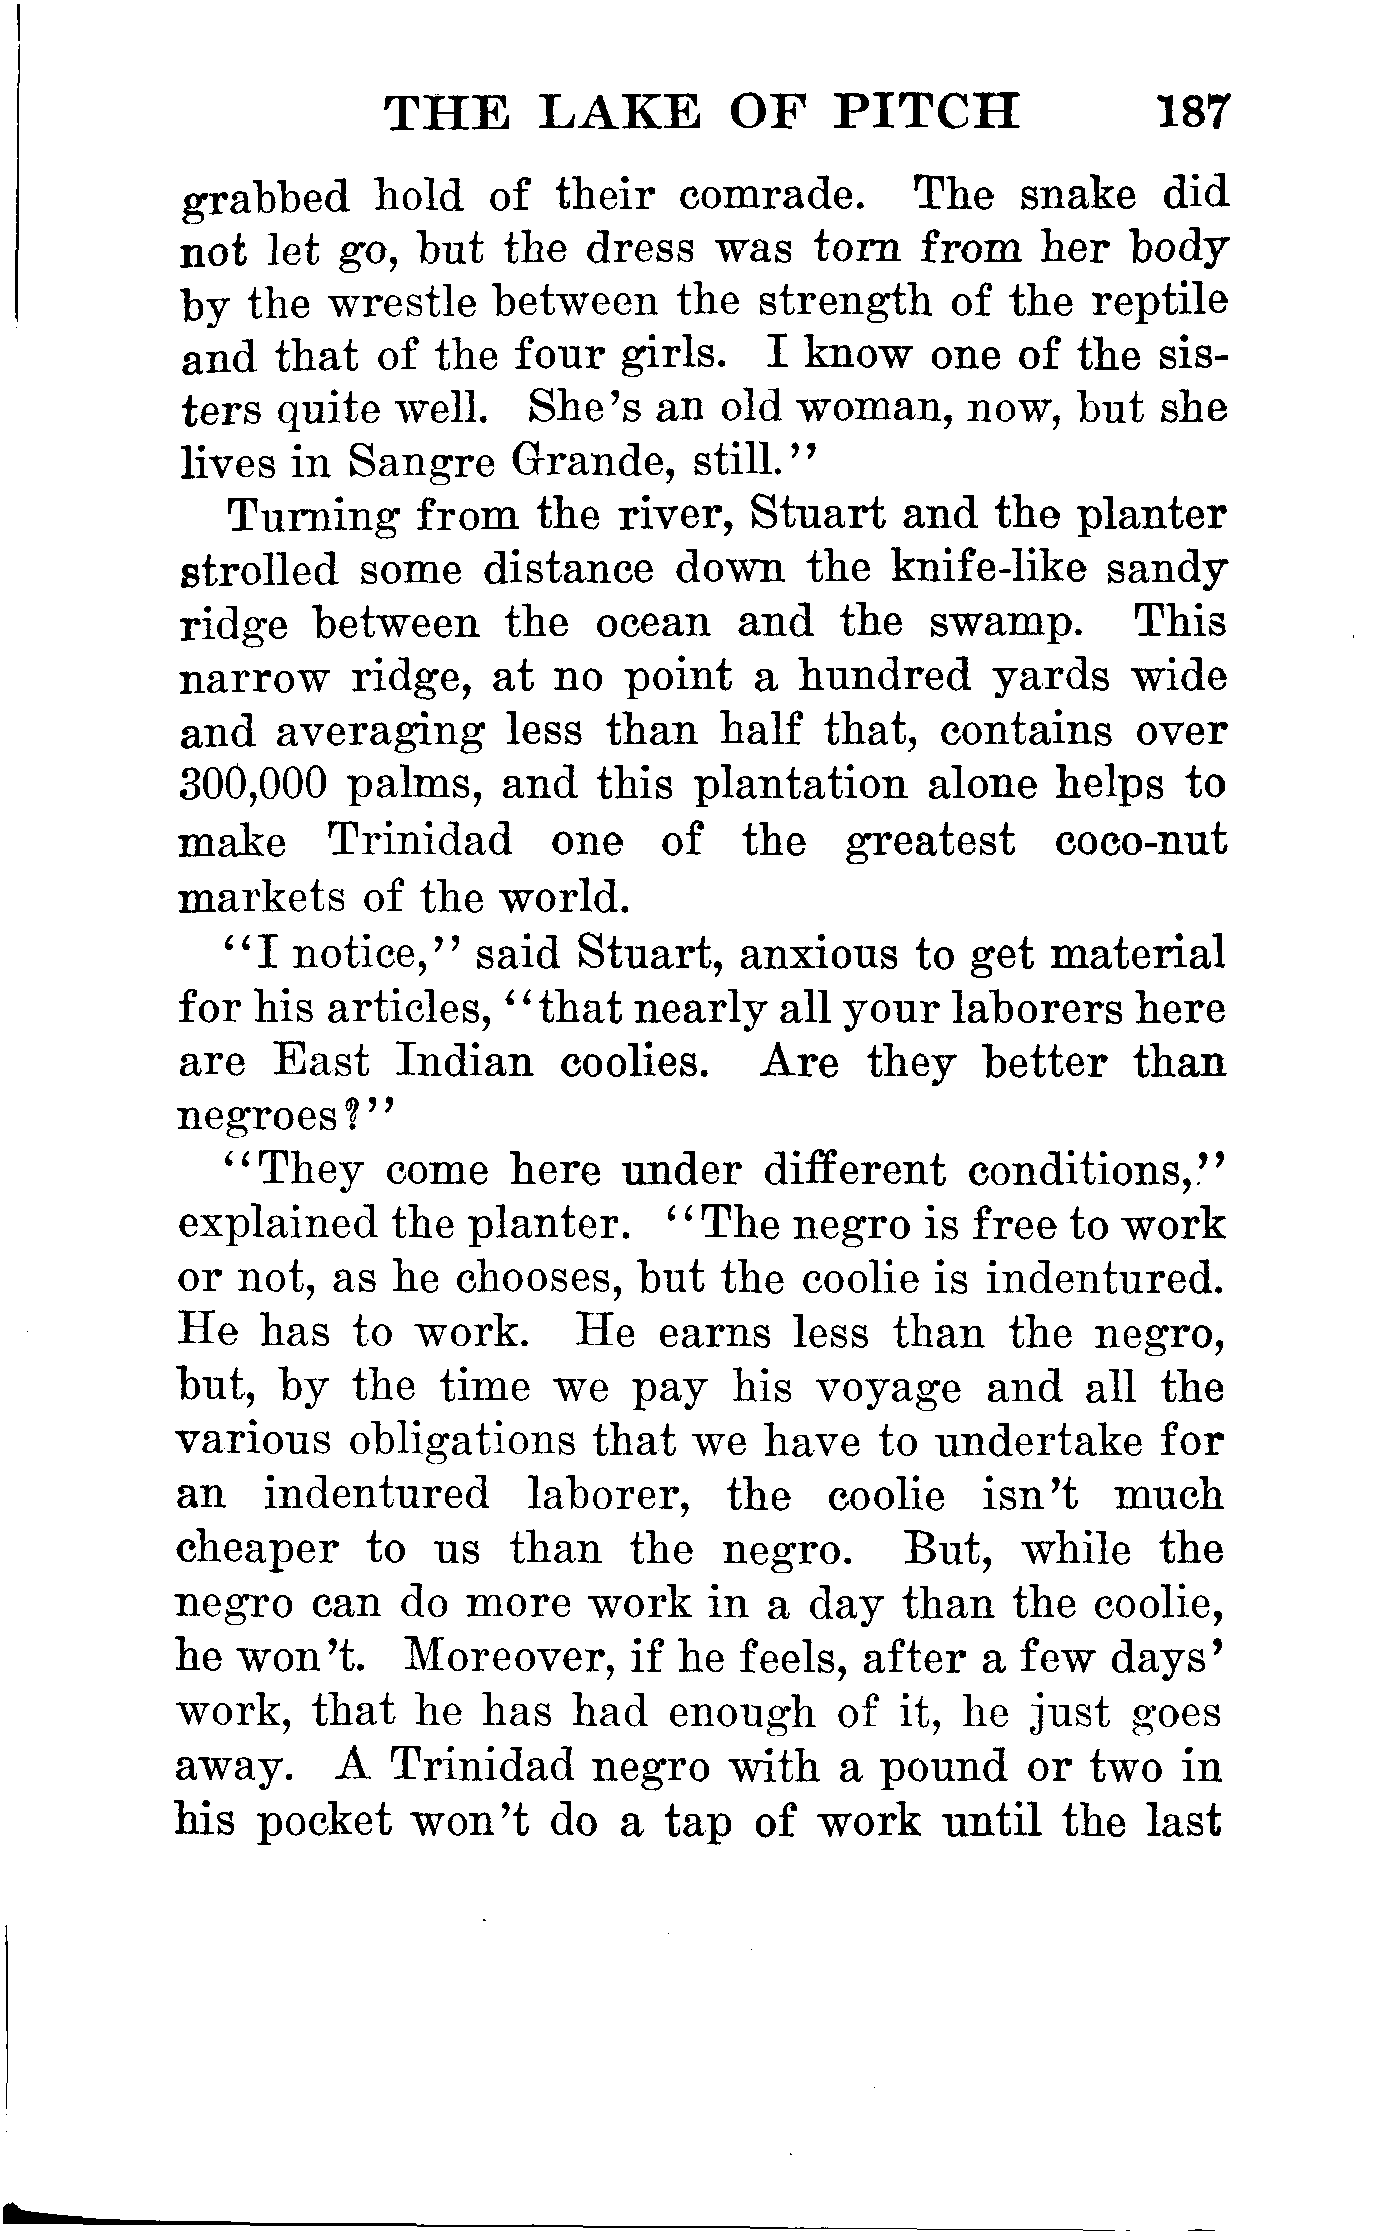 THE LAKE OF PITCH 187
grabbed hold of their comrade. The snake did
not let go, but the dress was torn from her body
by the wrestle between the strength of the reptile
and that of the four girls. I know one of the sis-
ters quite well. She's an old woman, now, but she
lives in Sangre Grande, still.''
Turning from the river, Stuart and the planter
strolled some distance down the knife-like sandy
ridge between the ocean and the swamp. This
narrow ridge, at no point a hundred yards wide
and averaging less than half that, contains over
300,000 palms, and this plantation alone helps to
make Trinidad one of the greatest coco-nut
markets of the world.
‘‘I notice,’’ said Stuart, anxious to get material
for his articles, ‘‘that nearly all your laborers here
are East Indian coolies. Are they better than
negroes?’’
‘‘They come here under different conditions,’’
explained the planter. ‘‘The negro is free to work
or not, as he chooses, but the coolie is indentured.
He has to work. He earns less than the negro,
but, by the time we pay his voyage and all the
various obligations that we have to undertake for
an indentured laborer, the coolie isn't much
cheaper to us than the negro. But, while the
negro can do more work in a day than the coolie,
he won't. Moreover, if he feels, after a few days'
work, that he has had enough of it, he just goes
away. A Trinidad negro with a pound or two in
his pocket won't do a tap of work until the last